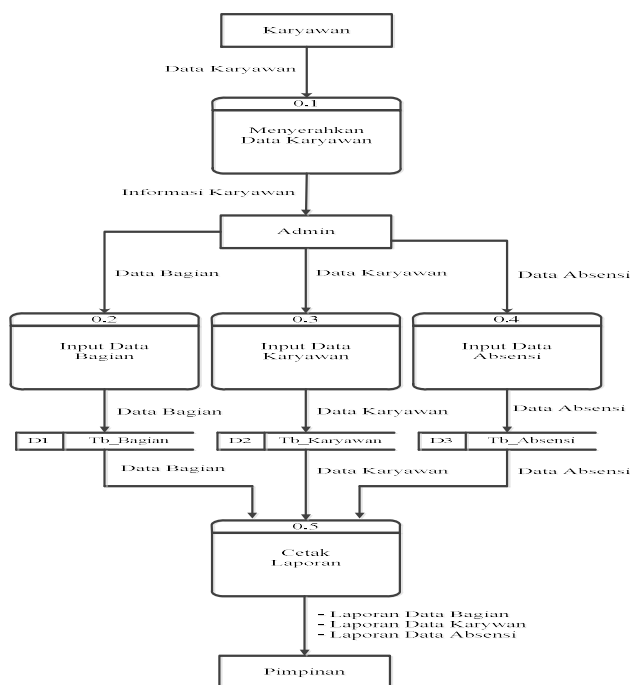 Karyawan
Data Karyawan
0.1
Menyerahkan
Data Karyawan
Informasi Karyawan
Admin
Data Bagian
Data Karyawan
Data Absensi
0.2
0.3
0.4
Input Data
Bagian
Input Data
Karyawan
Input Data
Absensi
Data Bagian
Data Karyawan
Data Absensi
D1 Tb_Bagian
D2 Tb_Karyawan
D3 Tb_Absensi
Data Bagian
Data Karyawan
Data Absensi
0.5
Cetak
Laporan
- Laporan Data Bagian
- Laporan Data Karywan
- Laporan Data Absensi
Pimpinan